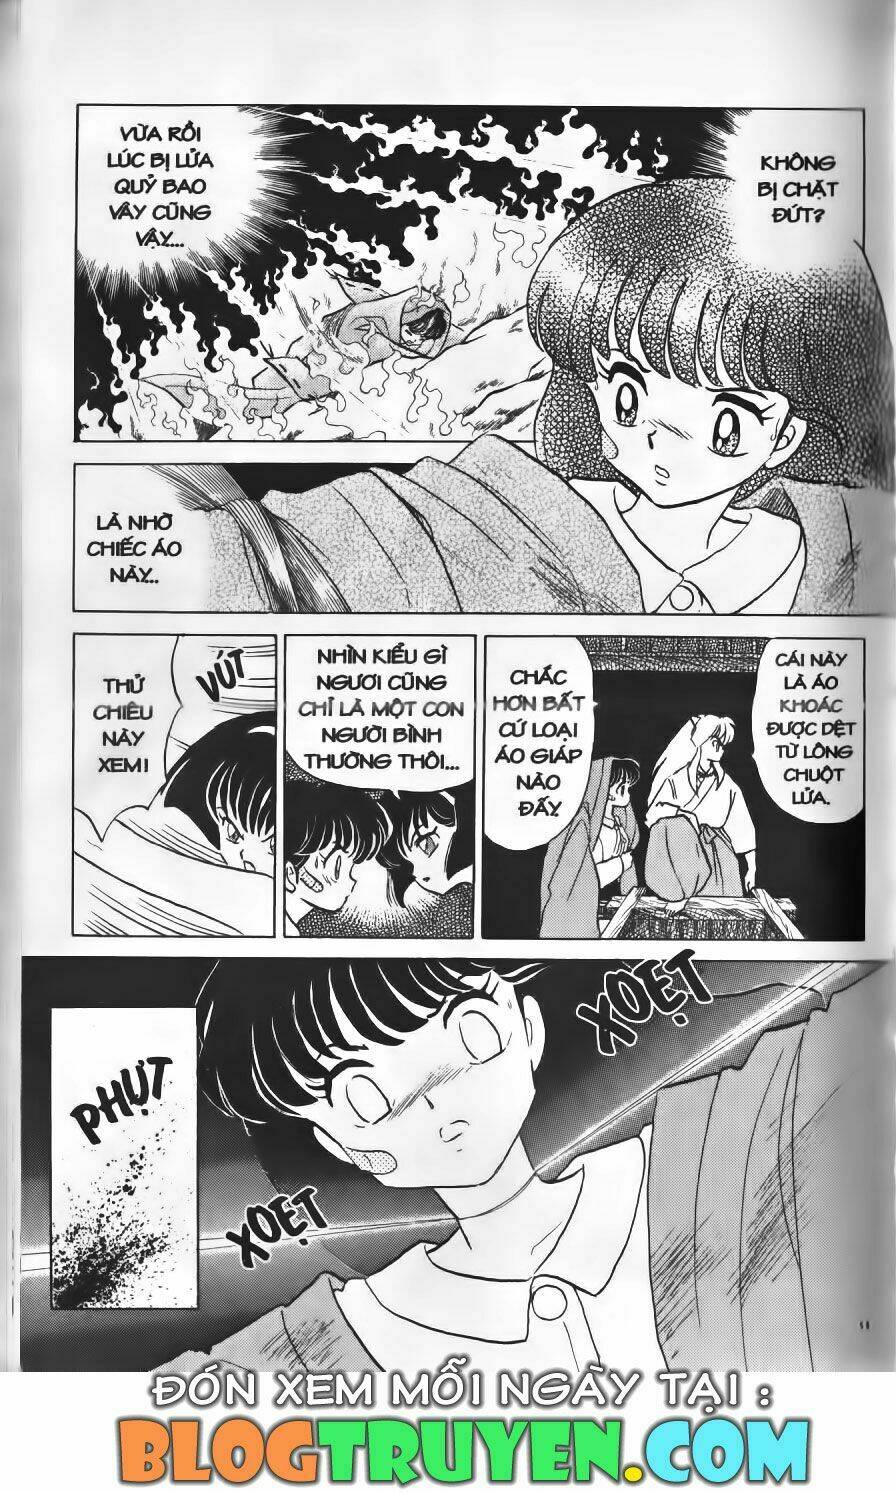 KHÔNG
BỊ CHẶT
ĐỨT?
VỪA RỒI
LÚC BỊ LỬA
QUỶ BAO
VÂY CŨNG
VẬY...
LÀ NHỜ
CHIẾC ÁO
NÀY...
CÁI NÀY
LÀ ÁO
KHOÁC
ĐƯỢC DỆT
TỪ LÔNG
CHUỘT
LỬA.
CHẮC
HƠN BẤT
CỨ LOẠI
ÁO GIÁP
NÀO
ĐẤY.
NHÌN KIỂU GÌ
NGƯƠI CŨNG
CHỈ LÀ MỘT CON
NGƯỜI BÌNH
THƯỜNG THÔI...
VÚT
THỬ
CHIÊU
NÀY
XEM!
XOẸT
PHỰT
XOẸT
ĐÓN XEM MỖI NGÀY TẠI :
BLOGTRUYEN.COM